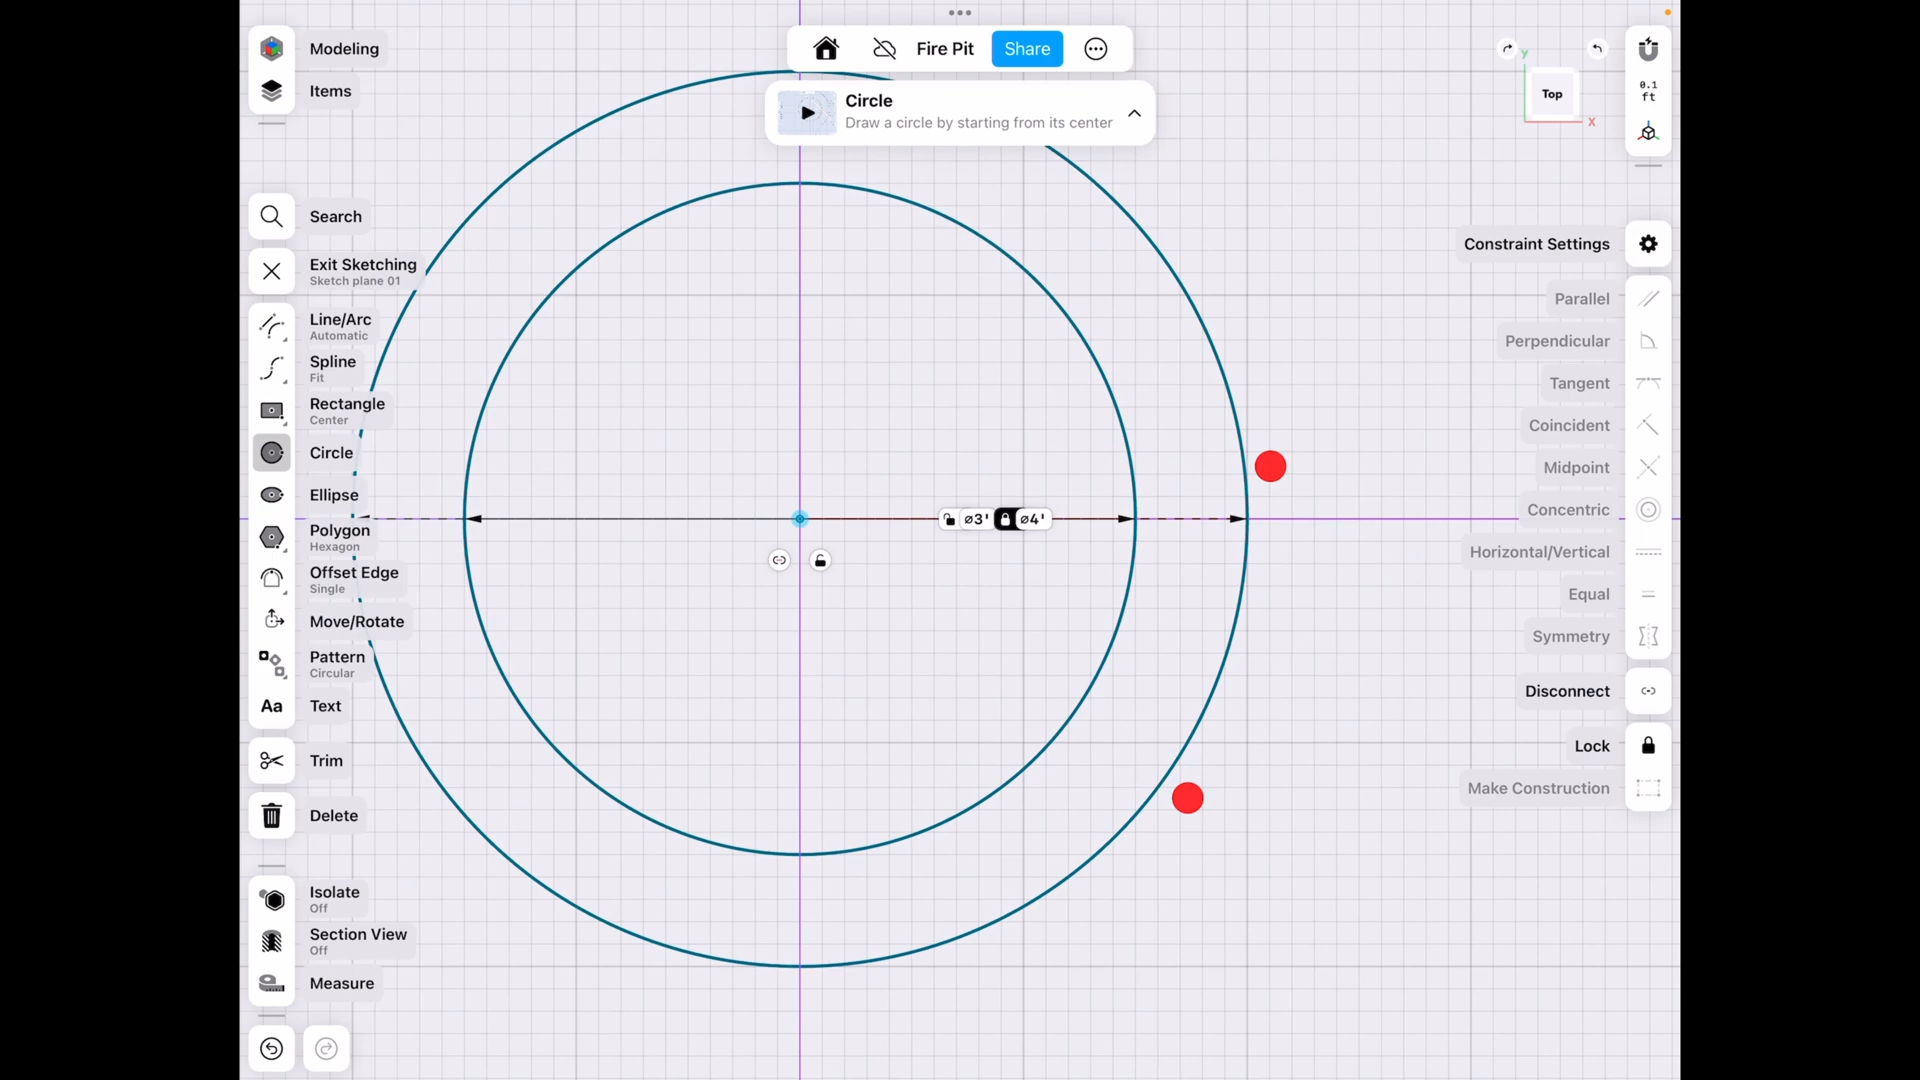 Modeling
Items
Fire Pit
Share
Circle
Draw a circle by starting from its center
y
Top
X
0.1
ft
Search
Exit Sketching
Sketch plane 01
Line/Arc
Automatic
Spline
Fit
Rectangle
Center
Circle
Ellipse
Polygon
Hexagon
Offset Edge
Single
Move/Rotate
Pattern
Circular
Aa Text
Trim
Delete
Isolate
Off
Section View
Off
Measure
⌀3'
⌀4'
Constraint Settings
Parallel
Perpendicular
Tangent
Coincident
Midpoint
Concentric
Horizontal/Vertical
Equal
Symmetry
Disconnect
Lock
Make Construction